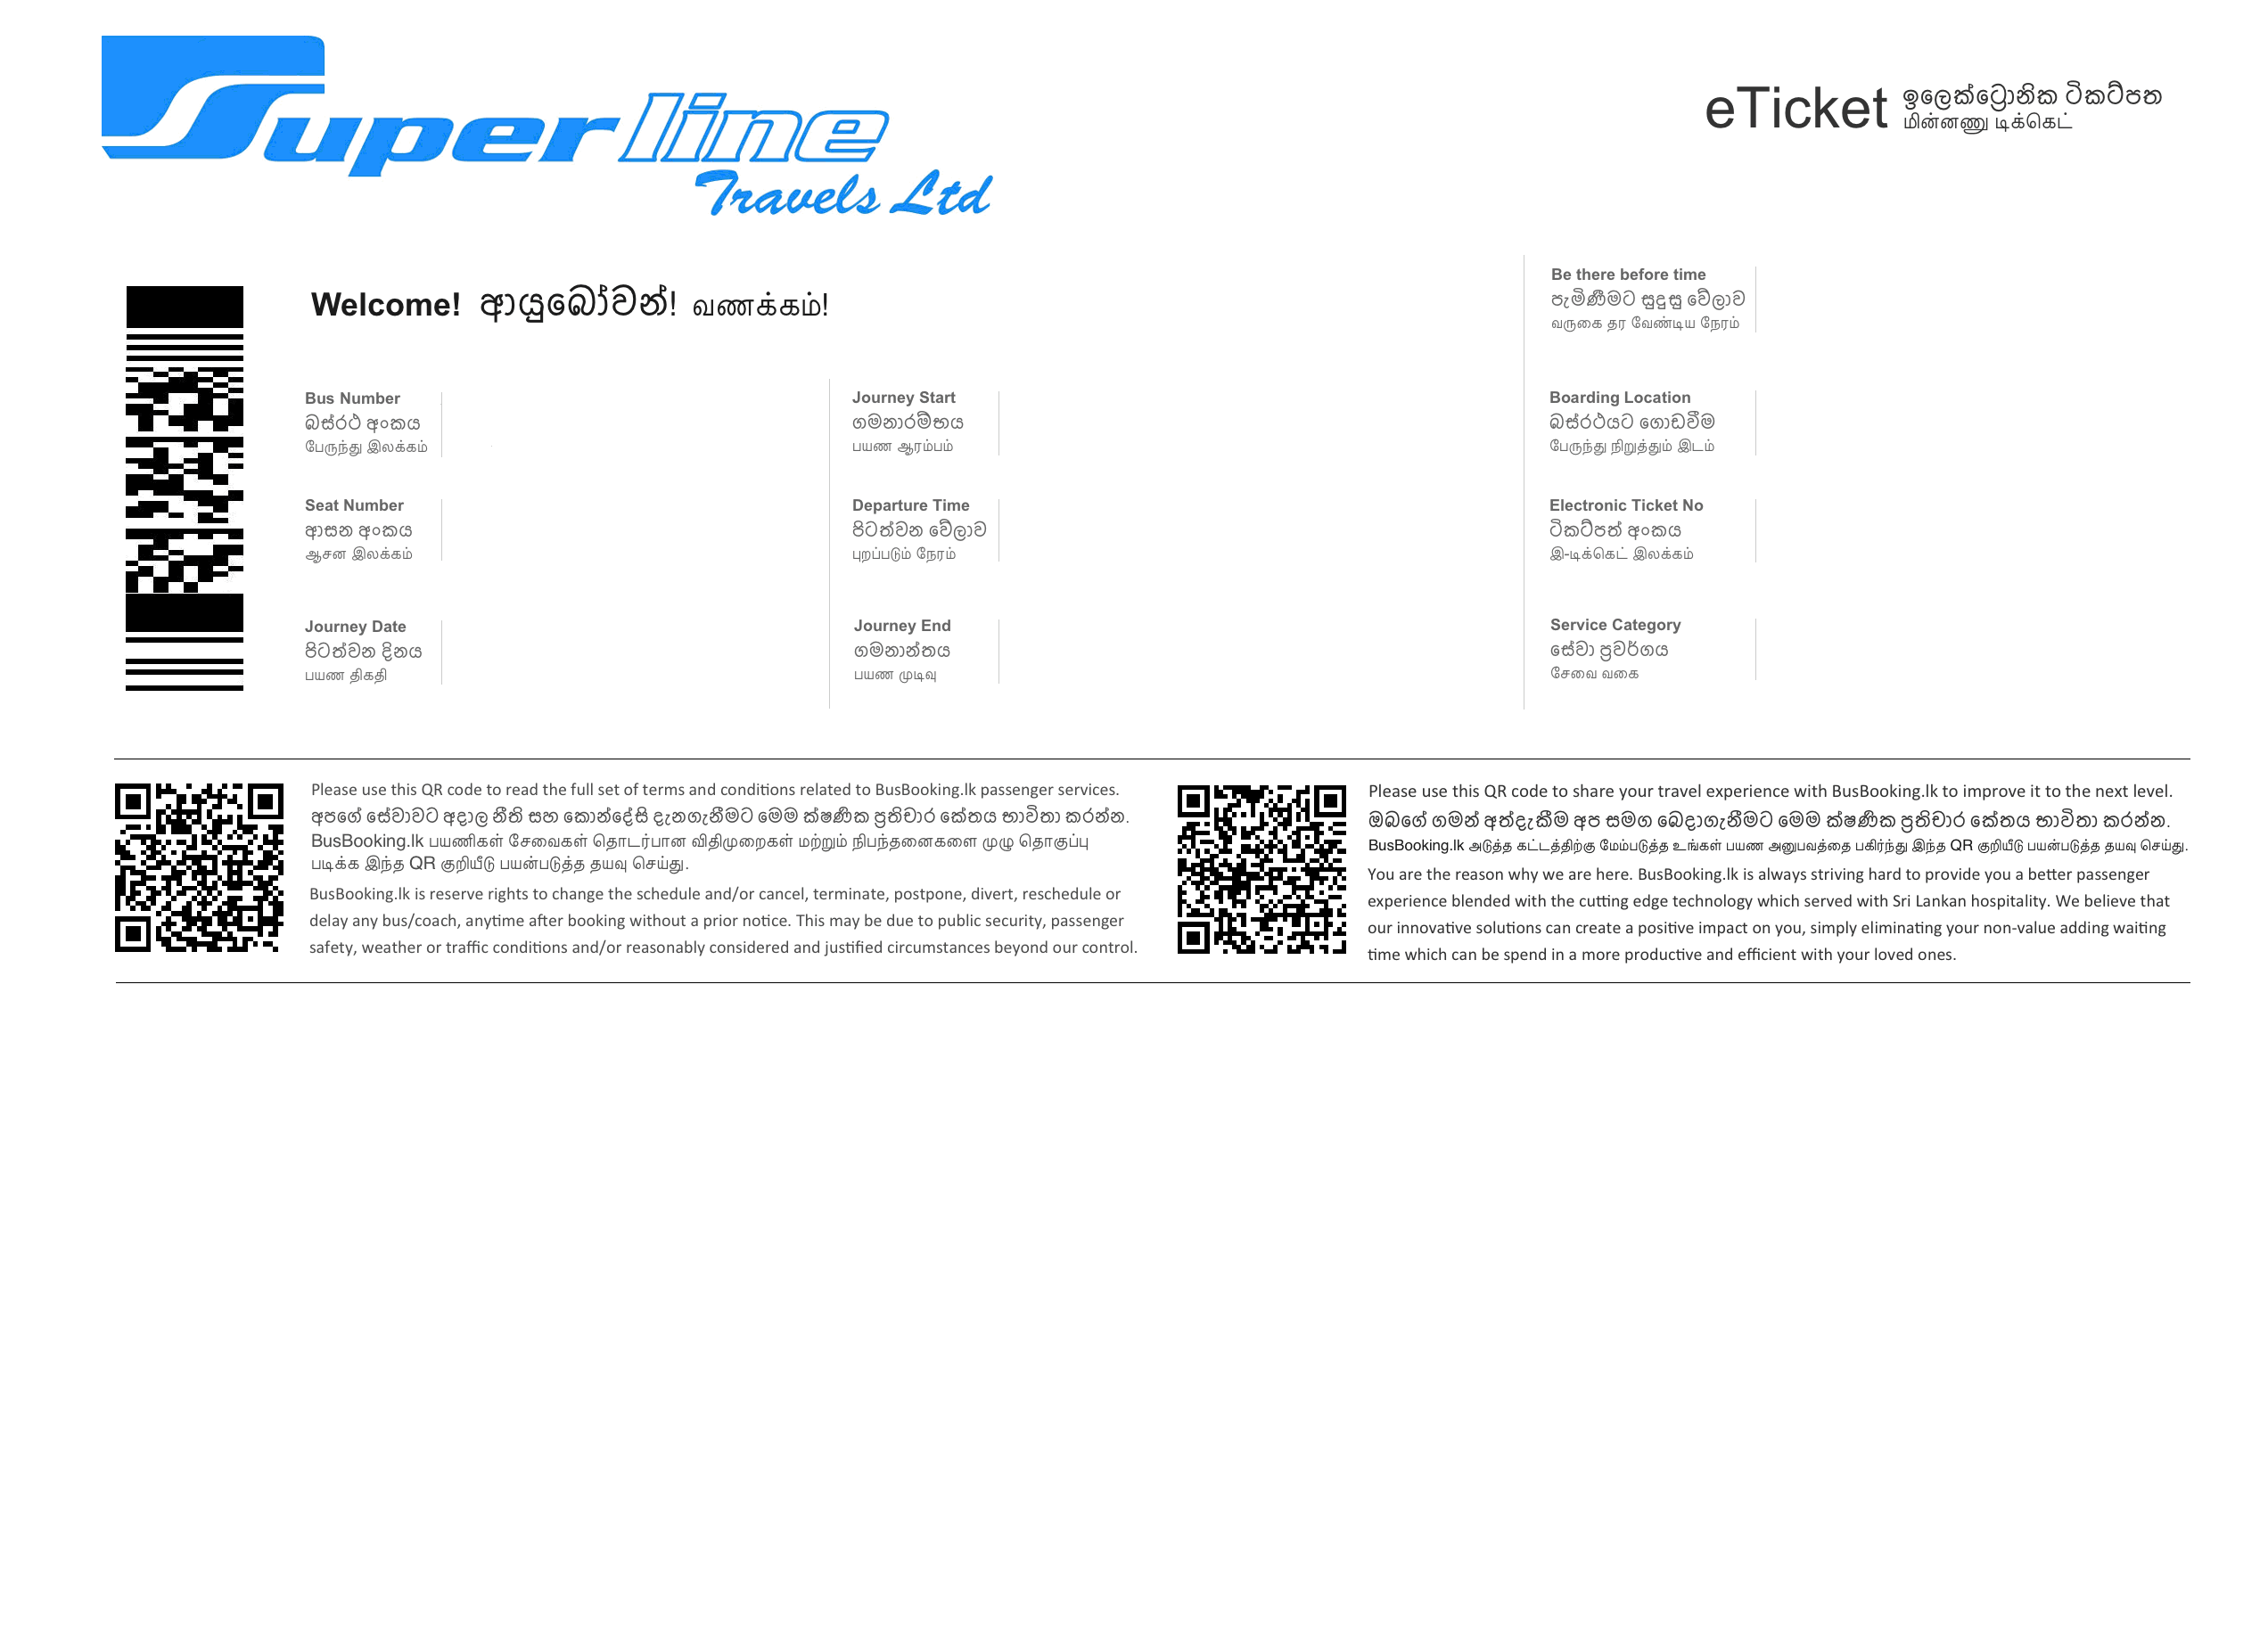 Superline
Travels Ltd
eTicket ඉලෙක්ට්‍රොනික ටිකට්පත
மின்னணு டிக்கெட்
Welcome! ආයුබෝවන්! வணக்கம்!
Bus Number
බස්රථ අංකය
பேருந்து இலக்கம்
Seat Number
ආසන අංකය
ஆசன இலக்கம்
Journey Date
පිටත්වන දිනය
பயண திகதி
Journey Start
ගමනාරම්භය
பயண ஆரம்பம்
Departure Time
පිටත්වන වේලාව
புறப்படும் நேரம்
Journey End
ගමනාන්තය
பயண முடிவு
Be there before time
පැමිණීමට සුදුසු වේලාව
வருகை தர வேண்டிய நேரம்
Boarding Location
බස්රථයට ගොඩවීම
பேருந்து நிறுத்தும் இடம்
Electronic Ticket No
ටිකට්පත් අංකය
இ-டிக்கெட் இலக்கம்
Service Category
සේවා ප්‍රවර්ගය
சேவை வகை
Please use this QR code to read the full set of terms and conditions related to BusBooking.lk passenger services.
අපගේ සේවාවට අදාල නීති සහ කොන්දේසි දැනගැනීමට මෙම ක්ෂණික ප්‍රතිචාර කේතය භාවිතා කරන්න.
BusBooking.lk பயணிகள் சேவைகள் தொடர்பான விதிமுறைகள் மற்றும் நிபந்தனைகளை முழு தொகுப்பு
படிக்க இந்த QR குறியீடு பயன்படுத்த தயவு செய்து.
BusBooking.lk is reserve rights to change the schedule and/or cancel, terminate, postpone, divert, reschedule or
delay any bus/coach, anytime after booking without a prior notice. This may be due to public security, passenger
safety, weather or traffic conditions and/or reasonably considered and justified circumstances beyond our control.
Please use this QR code to share your travel experience with BusBooking.lk to improve it to the next level.
ඔබගේ ගමන් අත්දැකීම අප සමග බෙදාගැනීමට මෙම ක්ෂණික ප්‍රතිචාර කේතය භාවිතා කරන්න.
BusBooking.lk அடுத்த கட்டத்திற்கு மேம்படுத்த உங்கள் பயண அனுபவத்தை பகிர்ந்து இந்த QR குறியீடு பயன்படுத்த தயவு செய்து.
You are the reason why we are here. BusBooking.lk is always striving hard to provide you a better passenger
experience blended with the cutting edge technology which served with Sri Lankan hospitality. We believe that
our innovative solutions can create a positive impact on you, simply eliminating your non-value adding waiting
time which can be spend in a more productive and efficient with your loved ones.